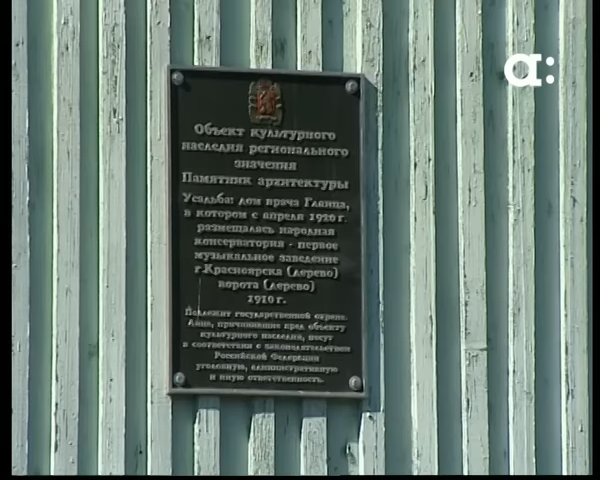 α:
Объект культурного
наследия регионального
значения
Памятник архитектуры
Усадьба: дом врача Гланца,
в котором с апреля 1920 г.
размещалась народная
консерватория - первое
музыкальное заведение
г.Красноярска (дерево)
ворота (дерево)
1910 г.
Подлежит государственной охране.
Лица, причинившие вред объекту
культурного наследия, несут
в соответствии с законодательством
Российской Федерации
уголовную, административную
и иную ответственность.